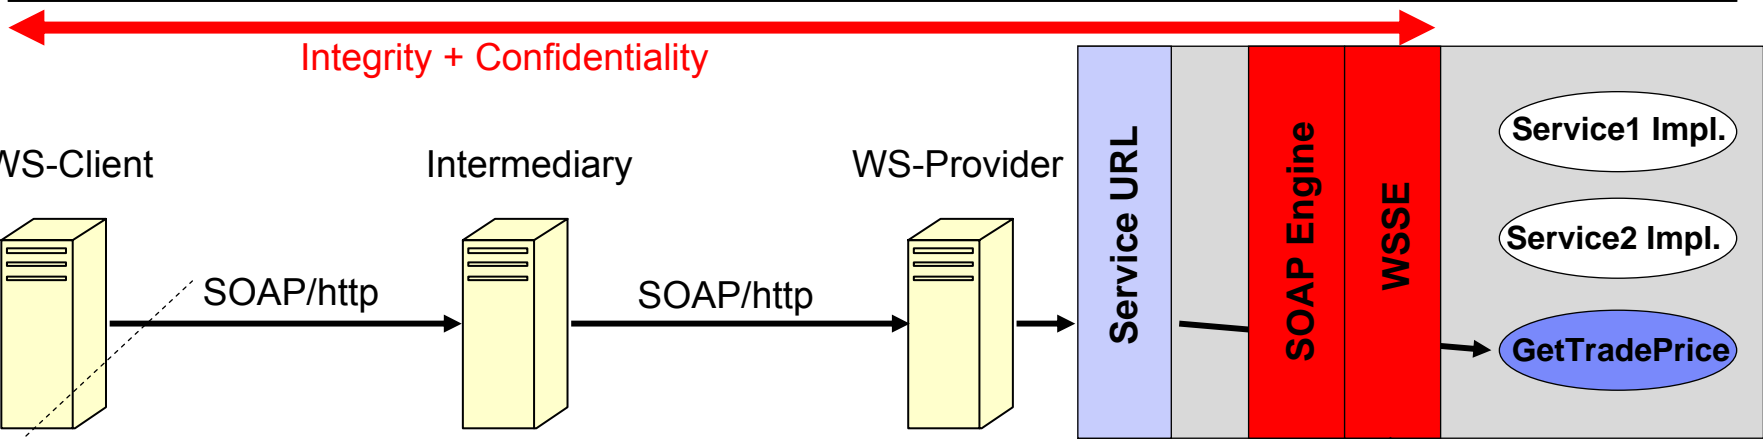 Integrity + Confidentiality
WS-Client
Intermediary
WS-Provider
SOAP/http
SOAP/http
Service URL
SOAP Engine
WSSE
Service1 Impl.
Service2 Impl.
GetTradePrice